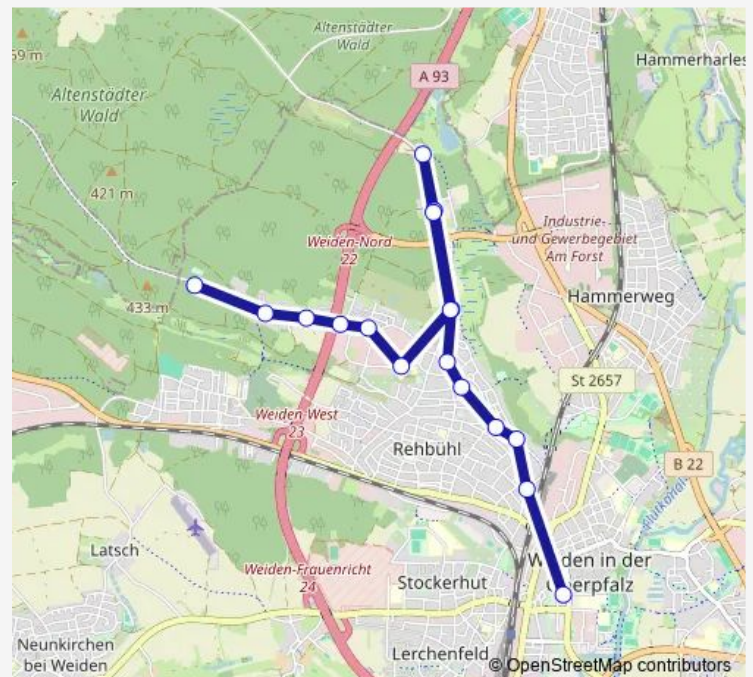 Altenstädter
Wald
Hammerharles
59 m
A 93
Altenstädter
Wald
421 m
Industrie-
und Gewerbegebiet
Am Forst
Weiden-Nord
22
433 m
Hammerweg
St 2657
Weiden-West
23
Rehbühl
B 22
Flutkanal
Latsch
Weiden-Frauenricht
24
Stockerhut
Weiden in der
Oberpfalz
Neunkirchen
bei Weiden
Lerchenfeld
© OpenStreetMap contributors